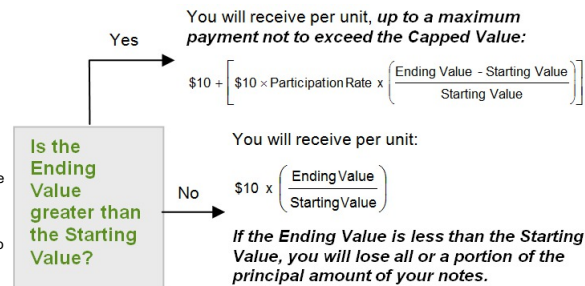 You will receive per unit, up to a maximum
payment not to exceed the Capped Value:
Yes
$10 + [ $10 × Participation Rate x ( Ending Value - Starting Value / Starting Value ) ]
Is the
Ending
Value
greater than
the Starting
Value?
You will receive per unit:
No
$10 x ( Ending Value / Starting Value )
If the Ending Value is less than the Starting
Value, you will lose all or a portion of the
principal amount of your notes.